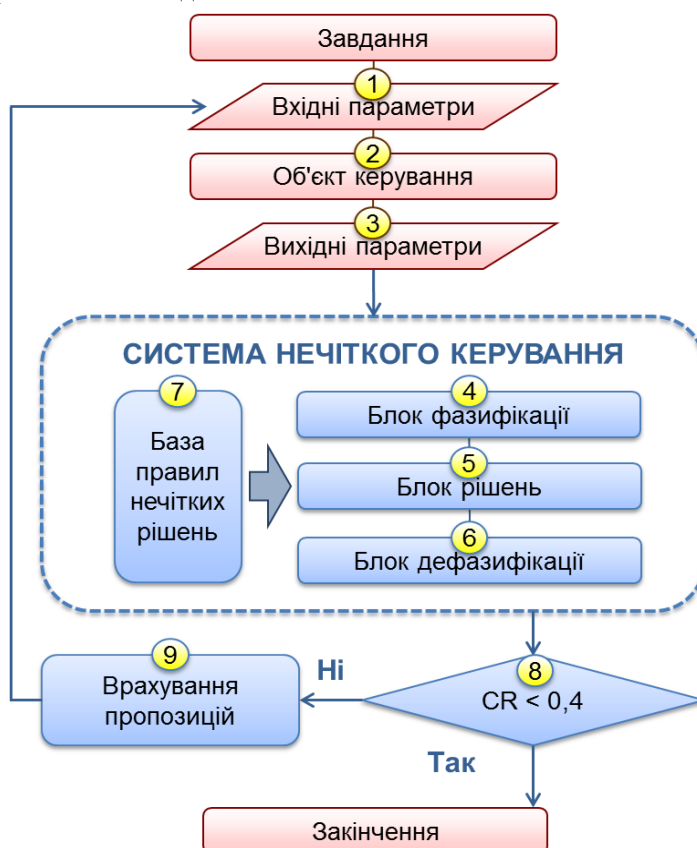 Завдання
1
Вхідні параметри
2
Об'єкт керування
3
Вихідні параметри
СИСТЕМА НЕЧІТКОГО КЕРУВАННЯ
7
База
правил
нечітких
рішень
4
Блок фазифікації
5
Блок рішень
6
Блок дефазифікації
9
Врахування
пропозицій
Ні
8
CR < 0,4
Так
Закінчення